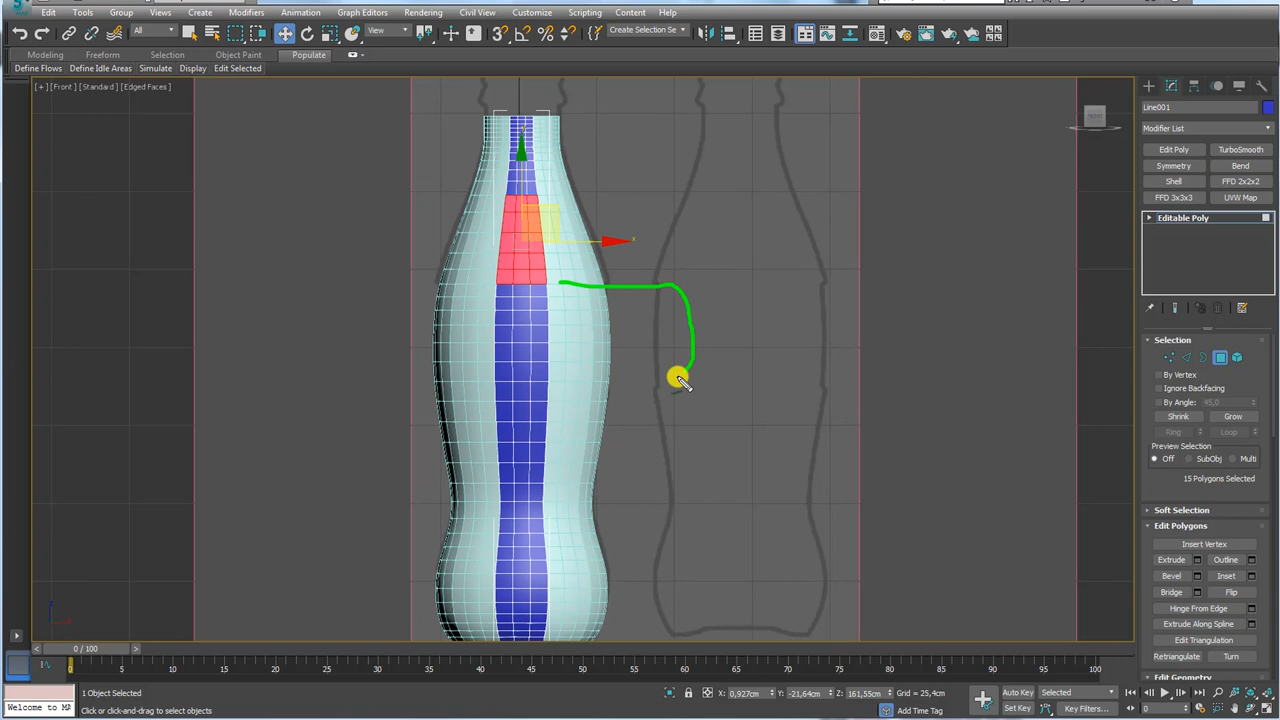 Edit Tools Group Views Create Modifiers Animation Graph Editors Rendering Civil View Customize Scripting Content Help
All View Create Selection Se
Modeling Freeform Selection Object Paint Populate
Define Flows Define Idle Areas Simulate Display Edit Selected
[+] [Front] [Standard] [Edged Faces]
FRONT
x
z
x
Line001
Modifier List
Edit Poly TurboSmooth
Symmetry Bend
Shell FFD 2x2x2
FFD 3x3x3 UVW Map
Editable Poly
Selection
By Vertex
Ignore Backfacing
By Angle: 45,0
Shrink Grow
Ring Loop
Preview Selection
Off SubObj Multi
15 Polygons Selected
Soft Selection
Edit Polygons
Insert Vertex
Extrude Outline
Bevel Inset
Bridge Flip
Hinge From Edge
Extrude Along Spline
Edit Triangulation
Retriangulate Turn
Edit Geometry
0 / 100
0 5 10 15 20 25 30 35 40 45 50 55 60 65 70 75 80 85 90 95 100
1 Object Selected X: 0,927cm Y: -21,64cm Z: 161,55cm Grid = 25,4cm Auto Key Selected
Welcome to MA Click or click-and-drag to select objects Add Time Tag Set Key Key Filters... 0